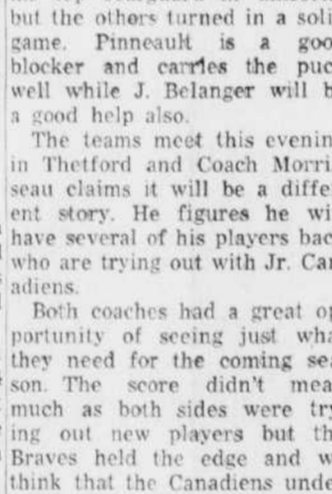 but the others turned in a soli
game. Pinneault is a goo
blocker and carries the puc
well while J. Belanger will b
a good help also.
The teams meet this evenin
in Thetford and Coach Morri
seau claims it will be a differ
ent story. He figures he wi
have several of his players bac
who are trying out with Jr. Can
adiens.
Both coaches had a great op
portunity of seeing just wha
they need for the coming sea
son. The score didn't mea
much as both sides were try
ing out new players but th
Braves held the edge and w
think that the Canadiens unde